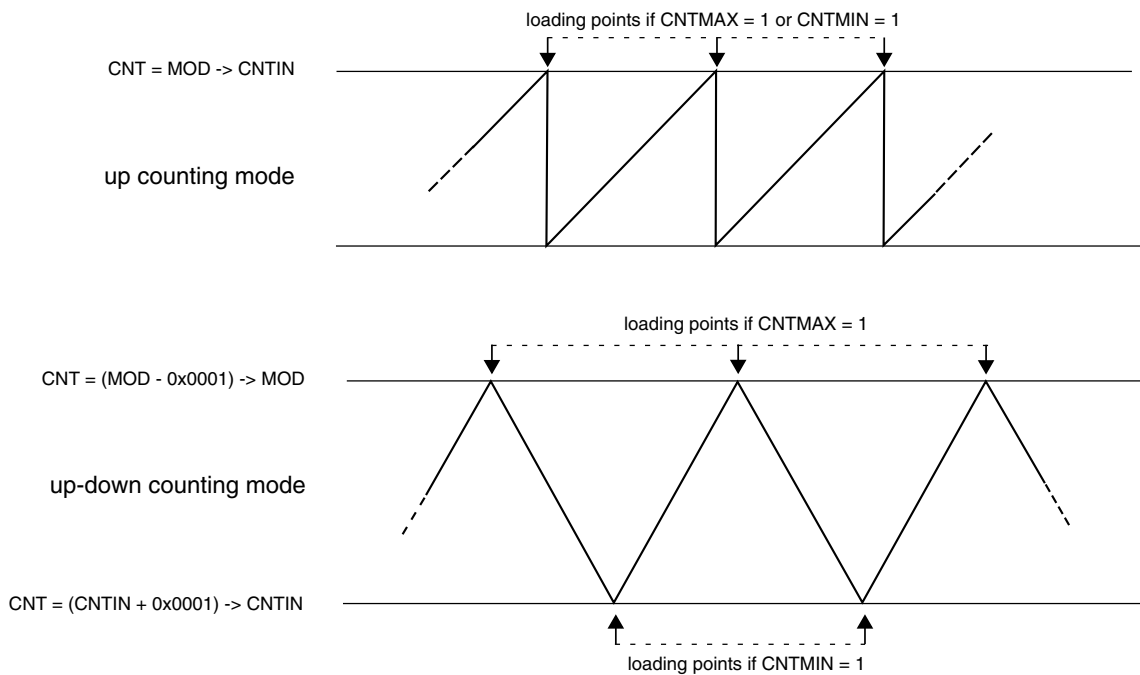 loading points if CNTMAX = 1 or CNTMIN = 1
CNT = MOD -> CNTIN
up counting mode
loading points if CNTMAX = 1
CNT = (MOD - 0x0001) -> MOD
up-down counting mode
CNT = (CNTIN + 0x0001) -> CNTIN
loading points if CNTMIN = 1